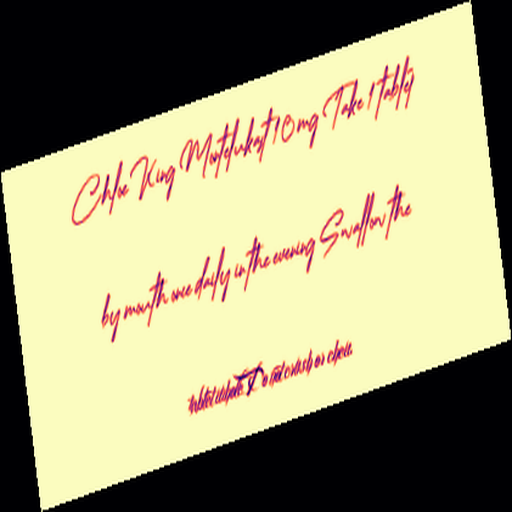 Chloe King Montelukast 10mg Take 1 tablet
by mouth once daily in the evening Swallow the
tablet whole Do not crush or chew.